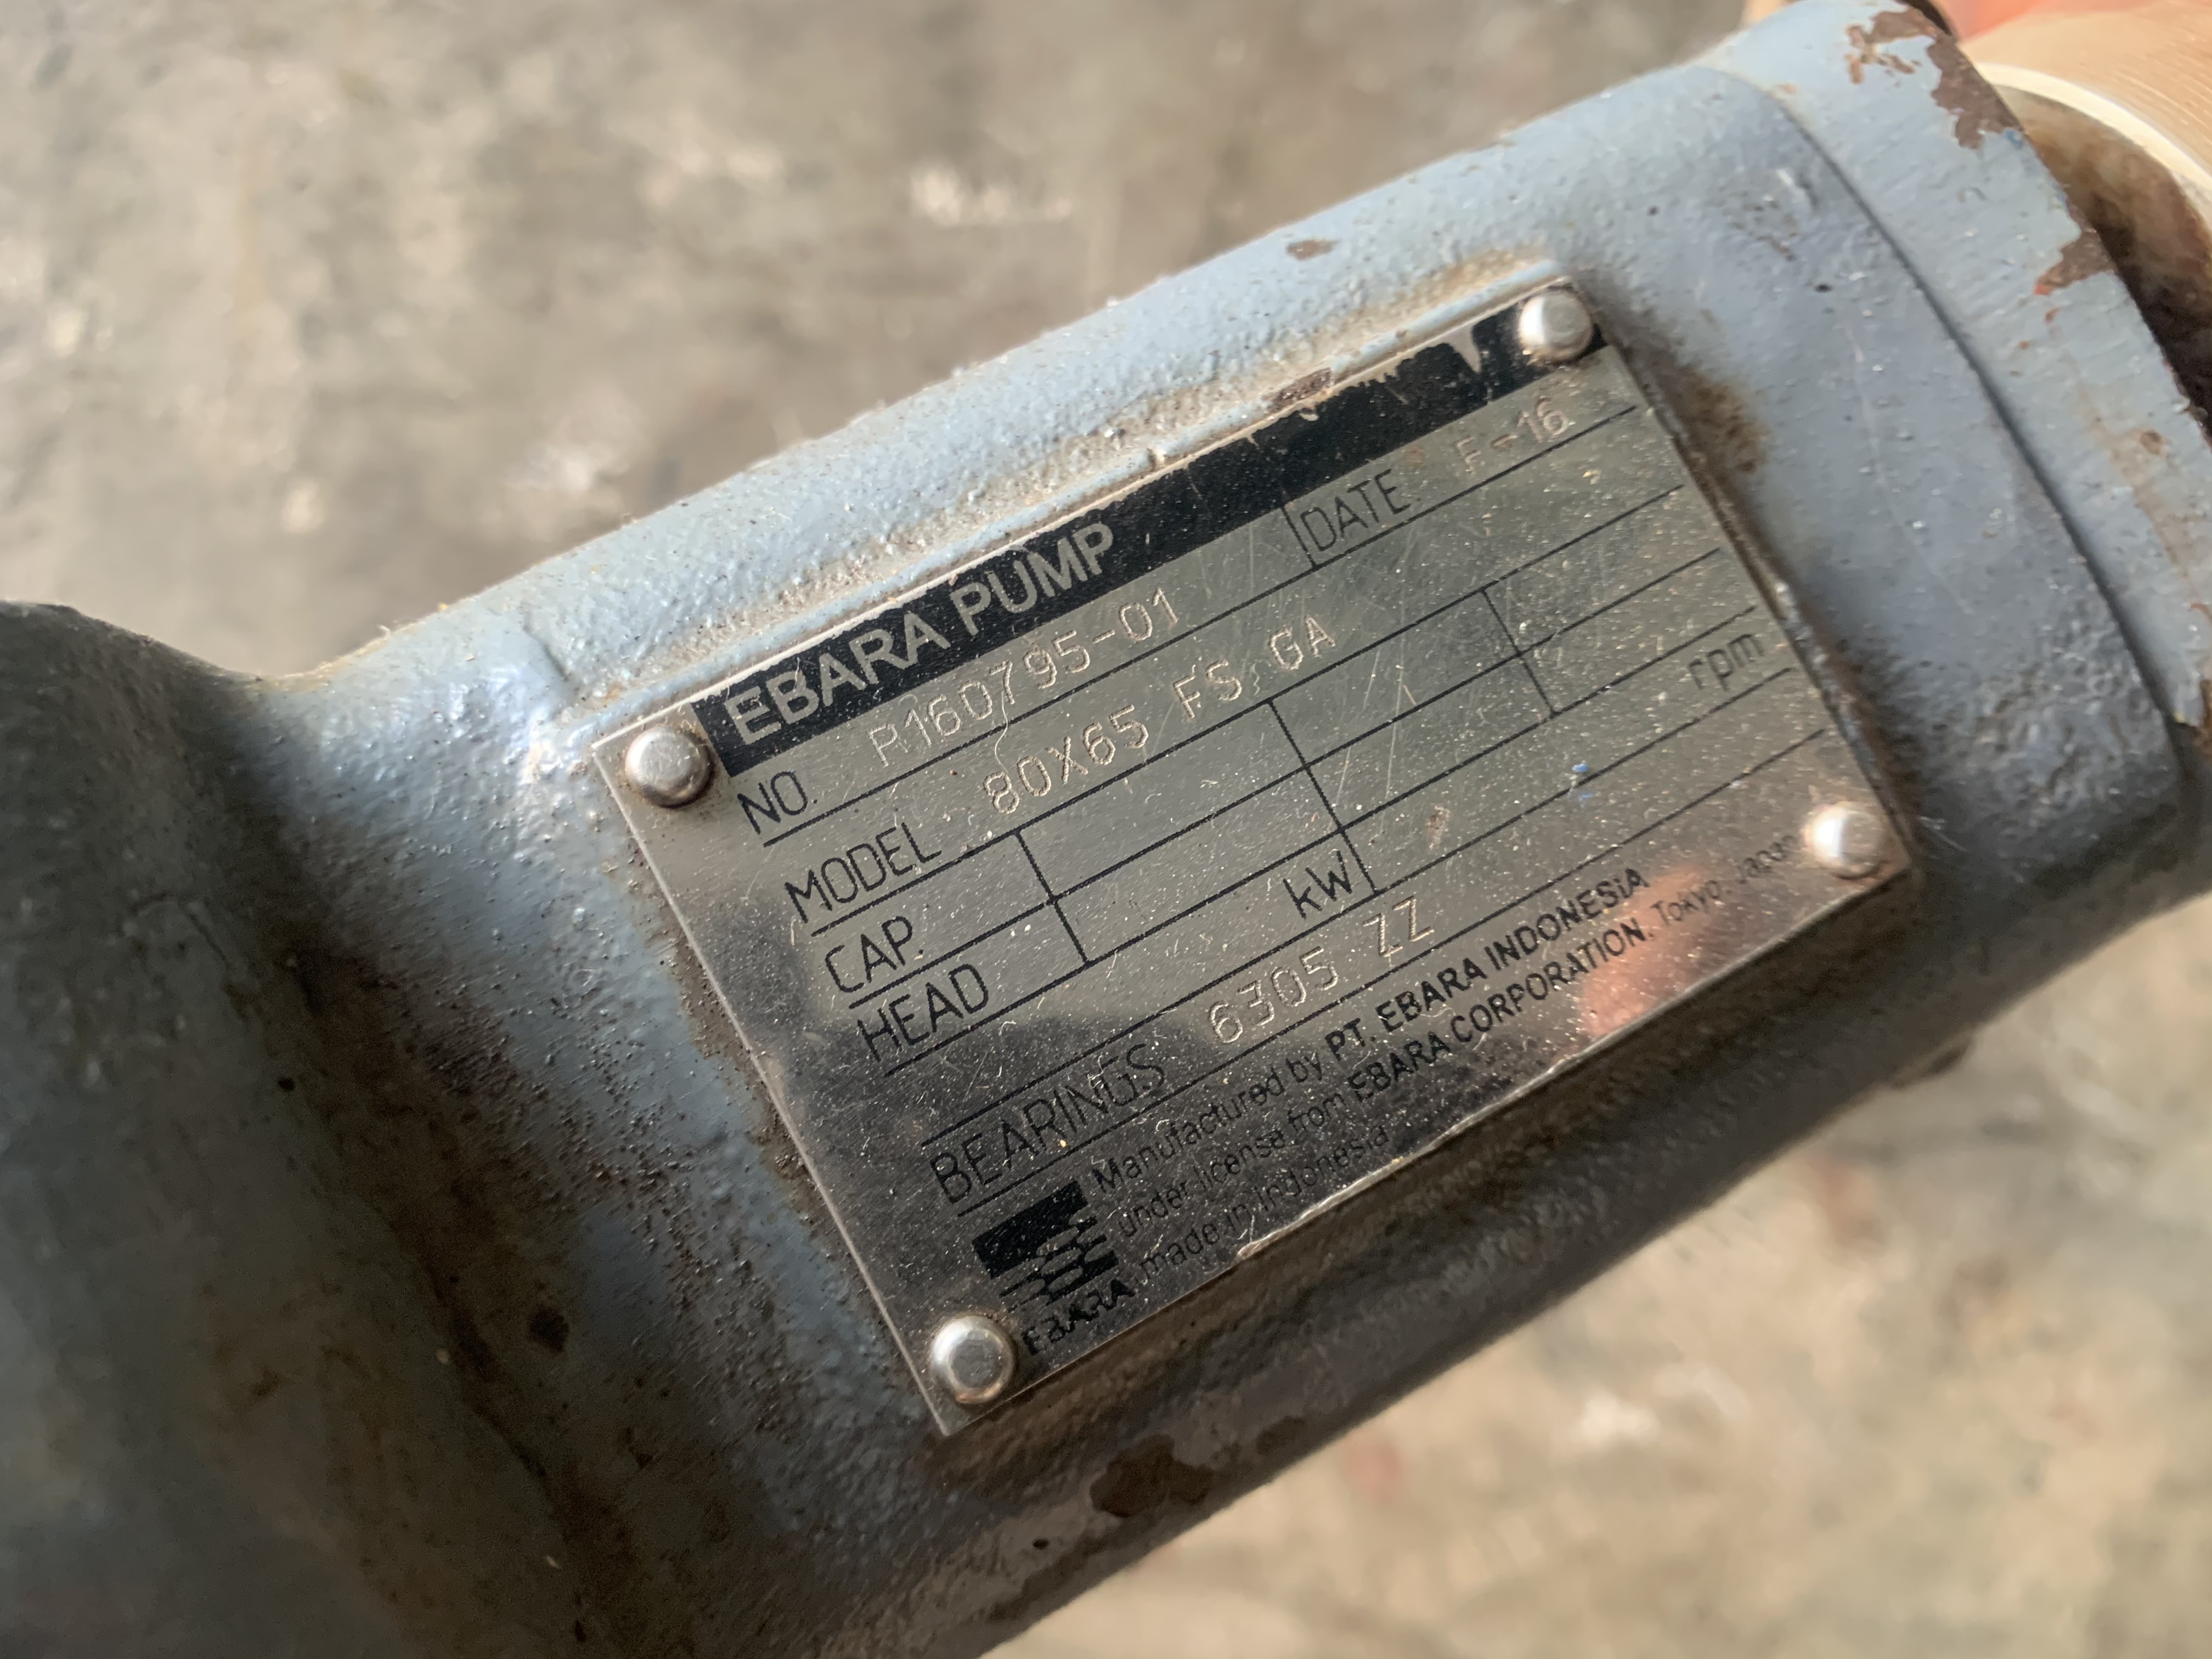 EBARA PUMP
NO. R160795-01 DATE F-16
MODEL 80X65 FS GA
CAP.
HEAD
kW rpm
BEARINGS 6305 ZZ
Manufactured by PT. EBARA INDONESIA
under license from EBARA CORPORATION. Tokyo. Japan
made in Indonesia
EBARA